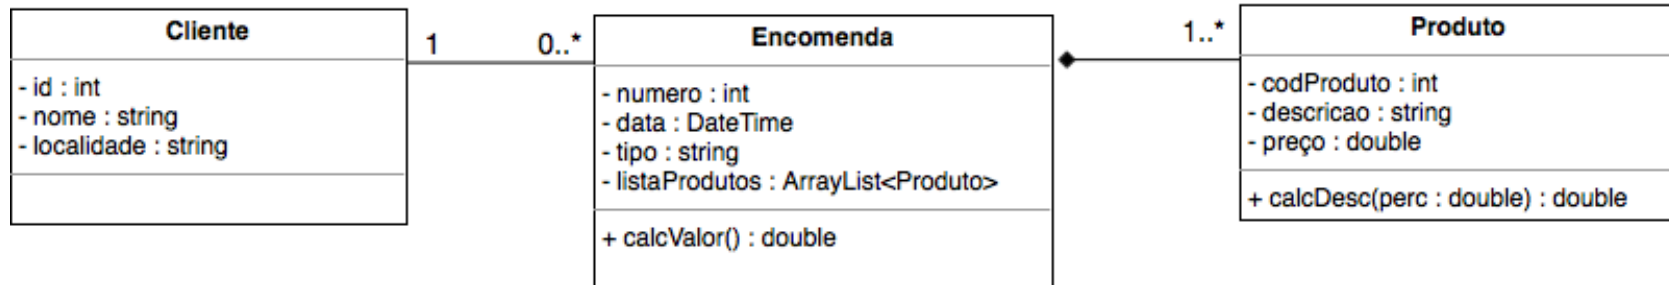 Cliente
- id : int
- nome : string
- localidade : string
1
0..*
Encomenda
- numero : int
- data : DateTime
- tipo : string
- listaProdutos : ArrayList<Produto>
+ calcValor() : double
1..*
Produto
- codProduto : int
- descricao : string
- preço : double
+ calcDesc(perc : double) : double